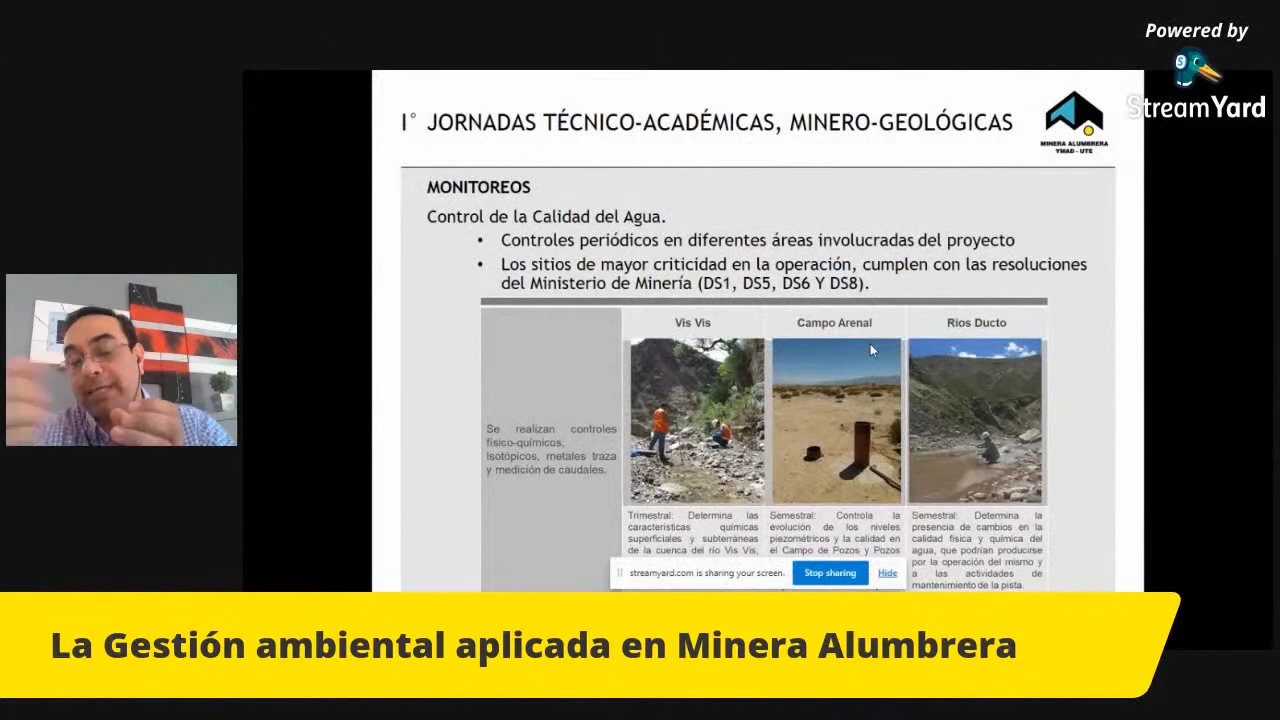 Powered by
StreamYard
I° JORNADAS TÉCNICO-ACADÉMICAS, MINERO-GEOLÓGICAS
MINERA ALUMBRERA
YMAD - UTE
MONITOREOS
Control de la Calidad del Agua.
• Controles periódicos en diferentes áreas involucradas del proyecto
• Los sitios de mayor criticidad en la operación, cumplen con las resoluciones
del Ministerio de Minería (DS1, DS5, DS6 Y DS8).
Vis Vis
Campo Arenal
Rios Ducto
Se realizan controles
físico-químicos,
Isotópicos, metales traza
y medición de caudales.
Trimestral: Determina las
características químicas
superficiales y subterráneas
de la cuenca del río Vis Vis,
Semestral: Controla la
evolución de los niveles
piezométricos y la calidad en
el Campo de Pozos y Pozos
Semestral: Determina la
presencia de cambios en la
calidad física y química del
agua, que podrían producirse
por la operación del mismo y
a las actividades de
mantenimiento de la pista.
streamyard.com is sharing your screen.
Stop sharing
Hide
La Gestión ambiental aplicada en Minera Alumbrera